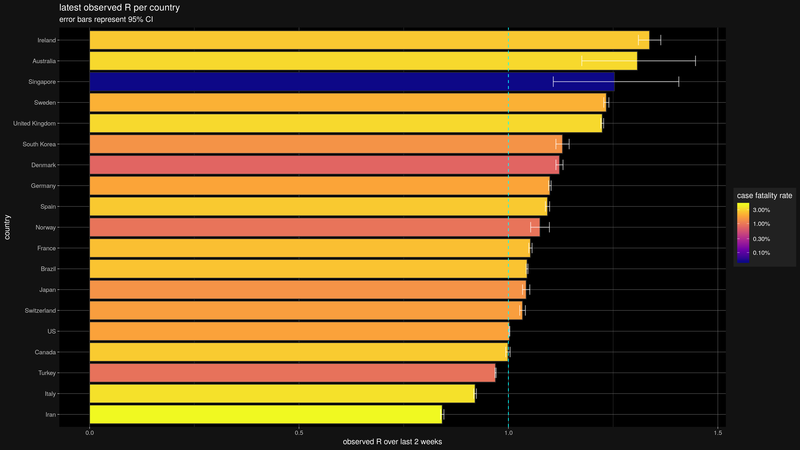 latest observed R per country
error bars represent 95% CI
country
Ireland
Australia
Singapore
Sweden
United Kingdom
South Korea
Denmark
Germany
Spain
Norway
France
Brazil
Japan
Switzerland
US
Canada
Turkey
Italy
Iran
0.0
0.5
1.0
1.5
observed R over last 2 weeks
case fatality rate
3.00%
1.00%
0.30%
0.10%